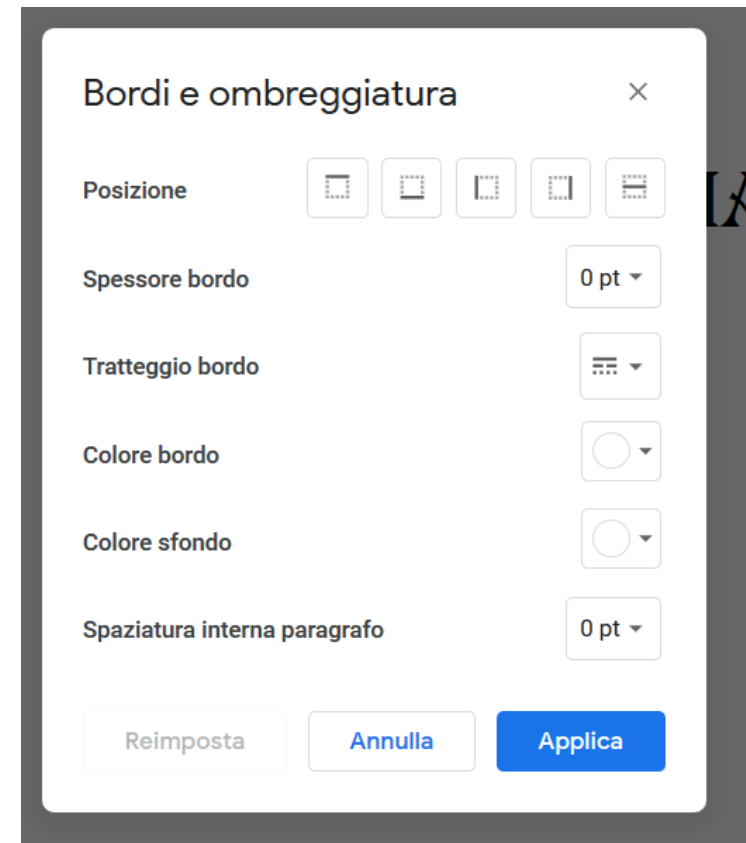 Bordi e ombreggiatura
Posizione
Spessore bordo 0 pt
Tratteggio bordo
Colore bordo
Colore sfondo
Spaziatura interna paragrafo 0 pt
Reimposta Annulla Applica